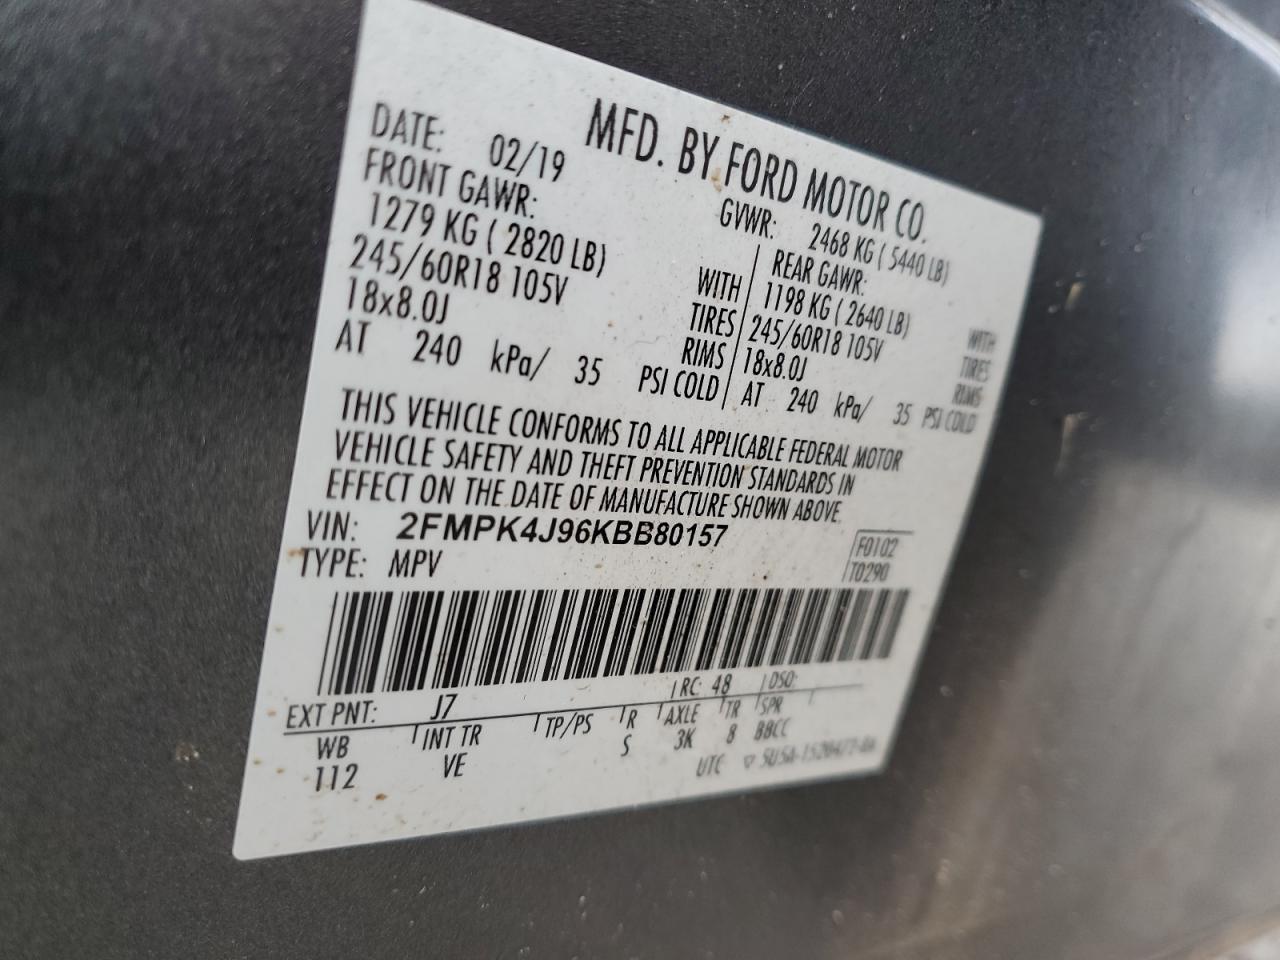 MFD. BY FORD MOTOR CO.
DATE: 02/19 GVWR: 2468 KG ( 5440 LB)
FRONT GAWR: REAR GAWR:
1279 KG ( 2820 LB) WITH 1198 KG ( 2640 LB) WITH
245/60R18 105V TIRES 245/60R18 105V TIRES
18x8.0J RIMS 18x8.0J RIMS
AT 240 kPa/ 35 PSI COLD AT 240 kPa/ 35 PSI COLD
THIS VEHICLE CONFORMS TO ALL APPLICABLE FEDERAL MOTOR
VEHICLE SAFETY AND THEFT PREVENTION STANDARDS IN
EFFECT ON THE DATE OF MANUFACTURE SHOWN ABOVE.
VIN: 2FMPK4J96KBB80157
TYPE: MPV
F0102
T0290
EXT PNT: J7 RC: 48 DSO:
WB INT TR TP/PS R AXLE TR SPR
112 VE S 3K 8 BBCC
UTC